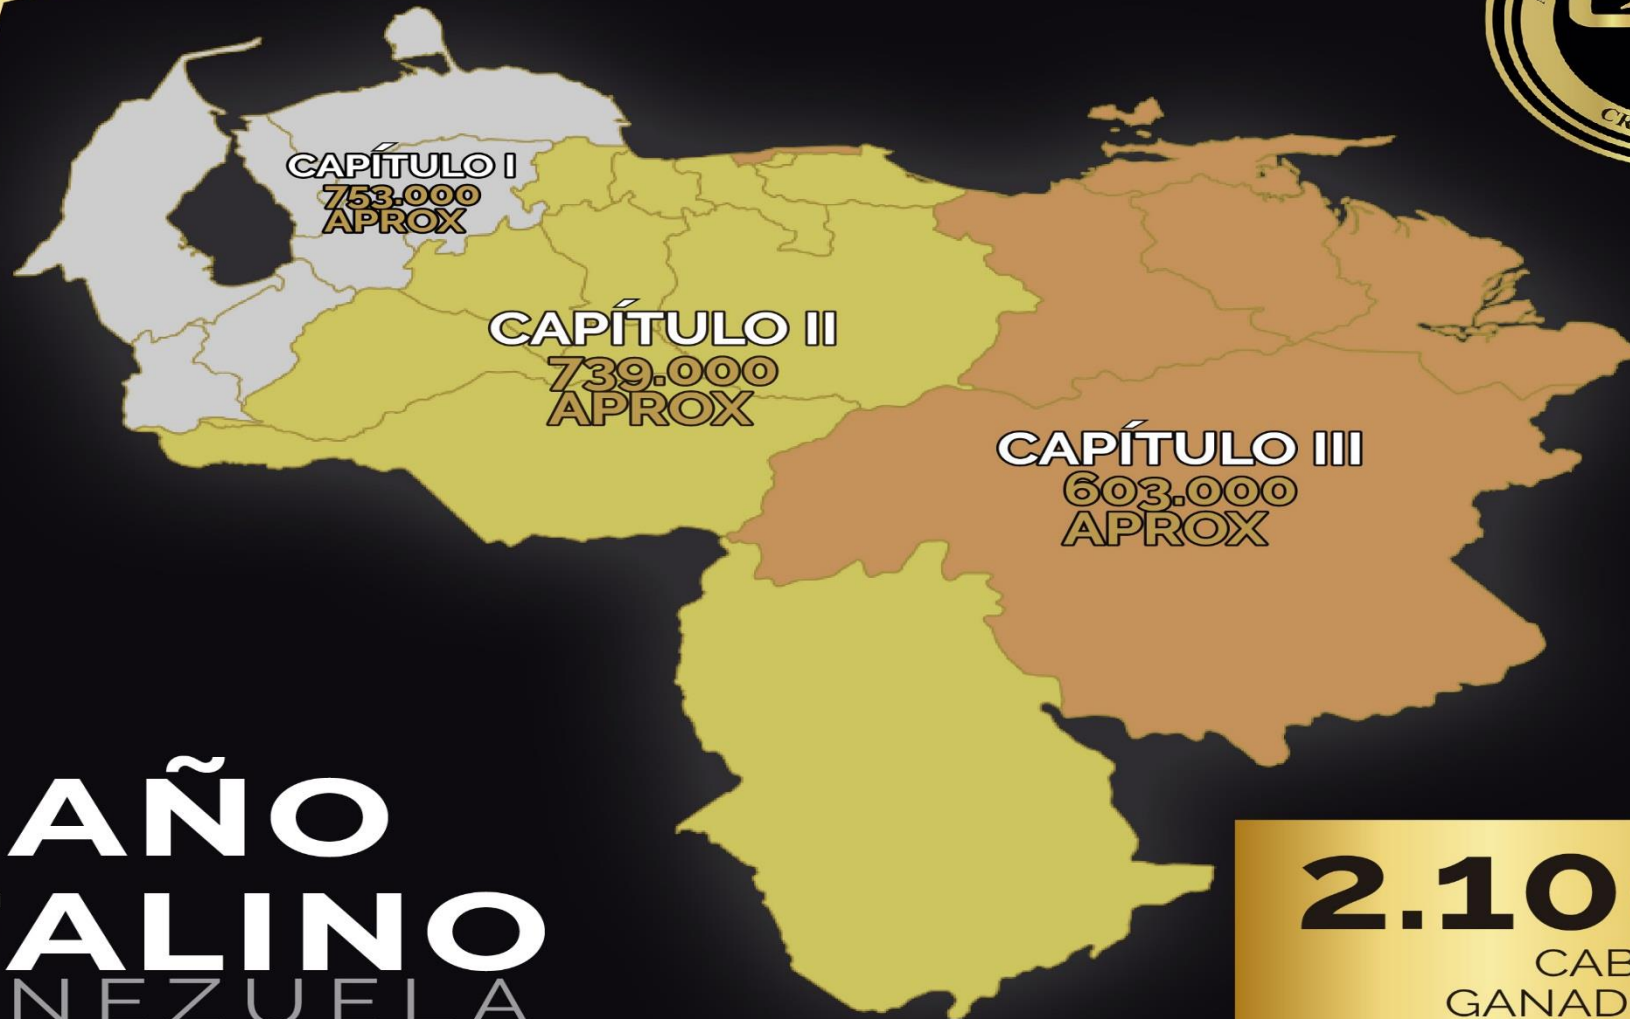 CAPÍTULO I
753.000
APROX
CAPÍTULO II
739.000
APROX
CAPÍTULO III
603.000
APROX
AÑO
ALINO
NEZUELA
2.10
CAB
GANAD
CR